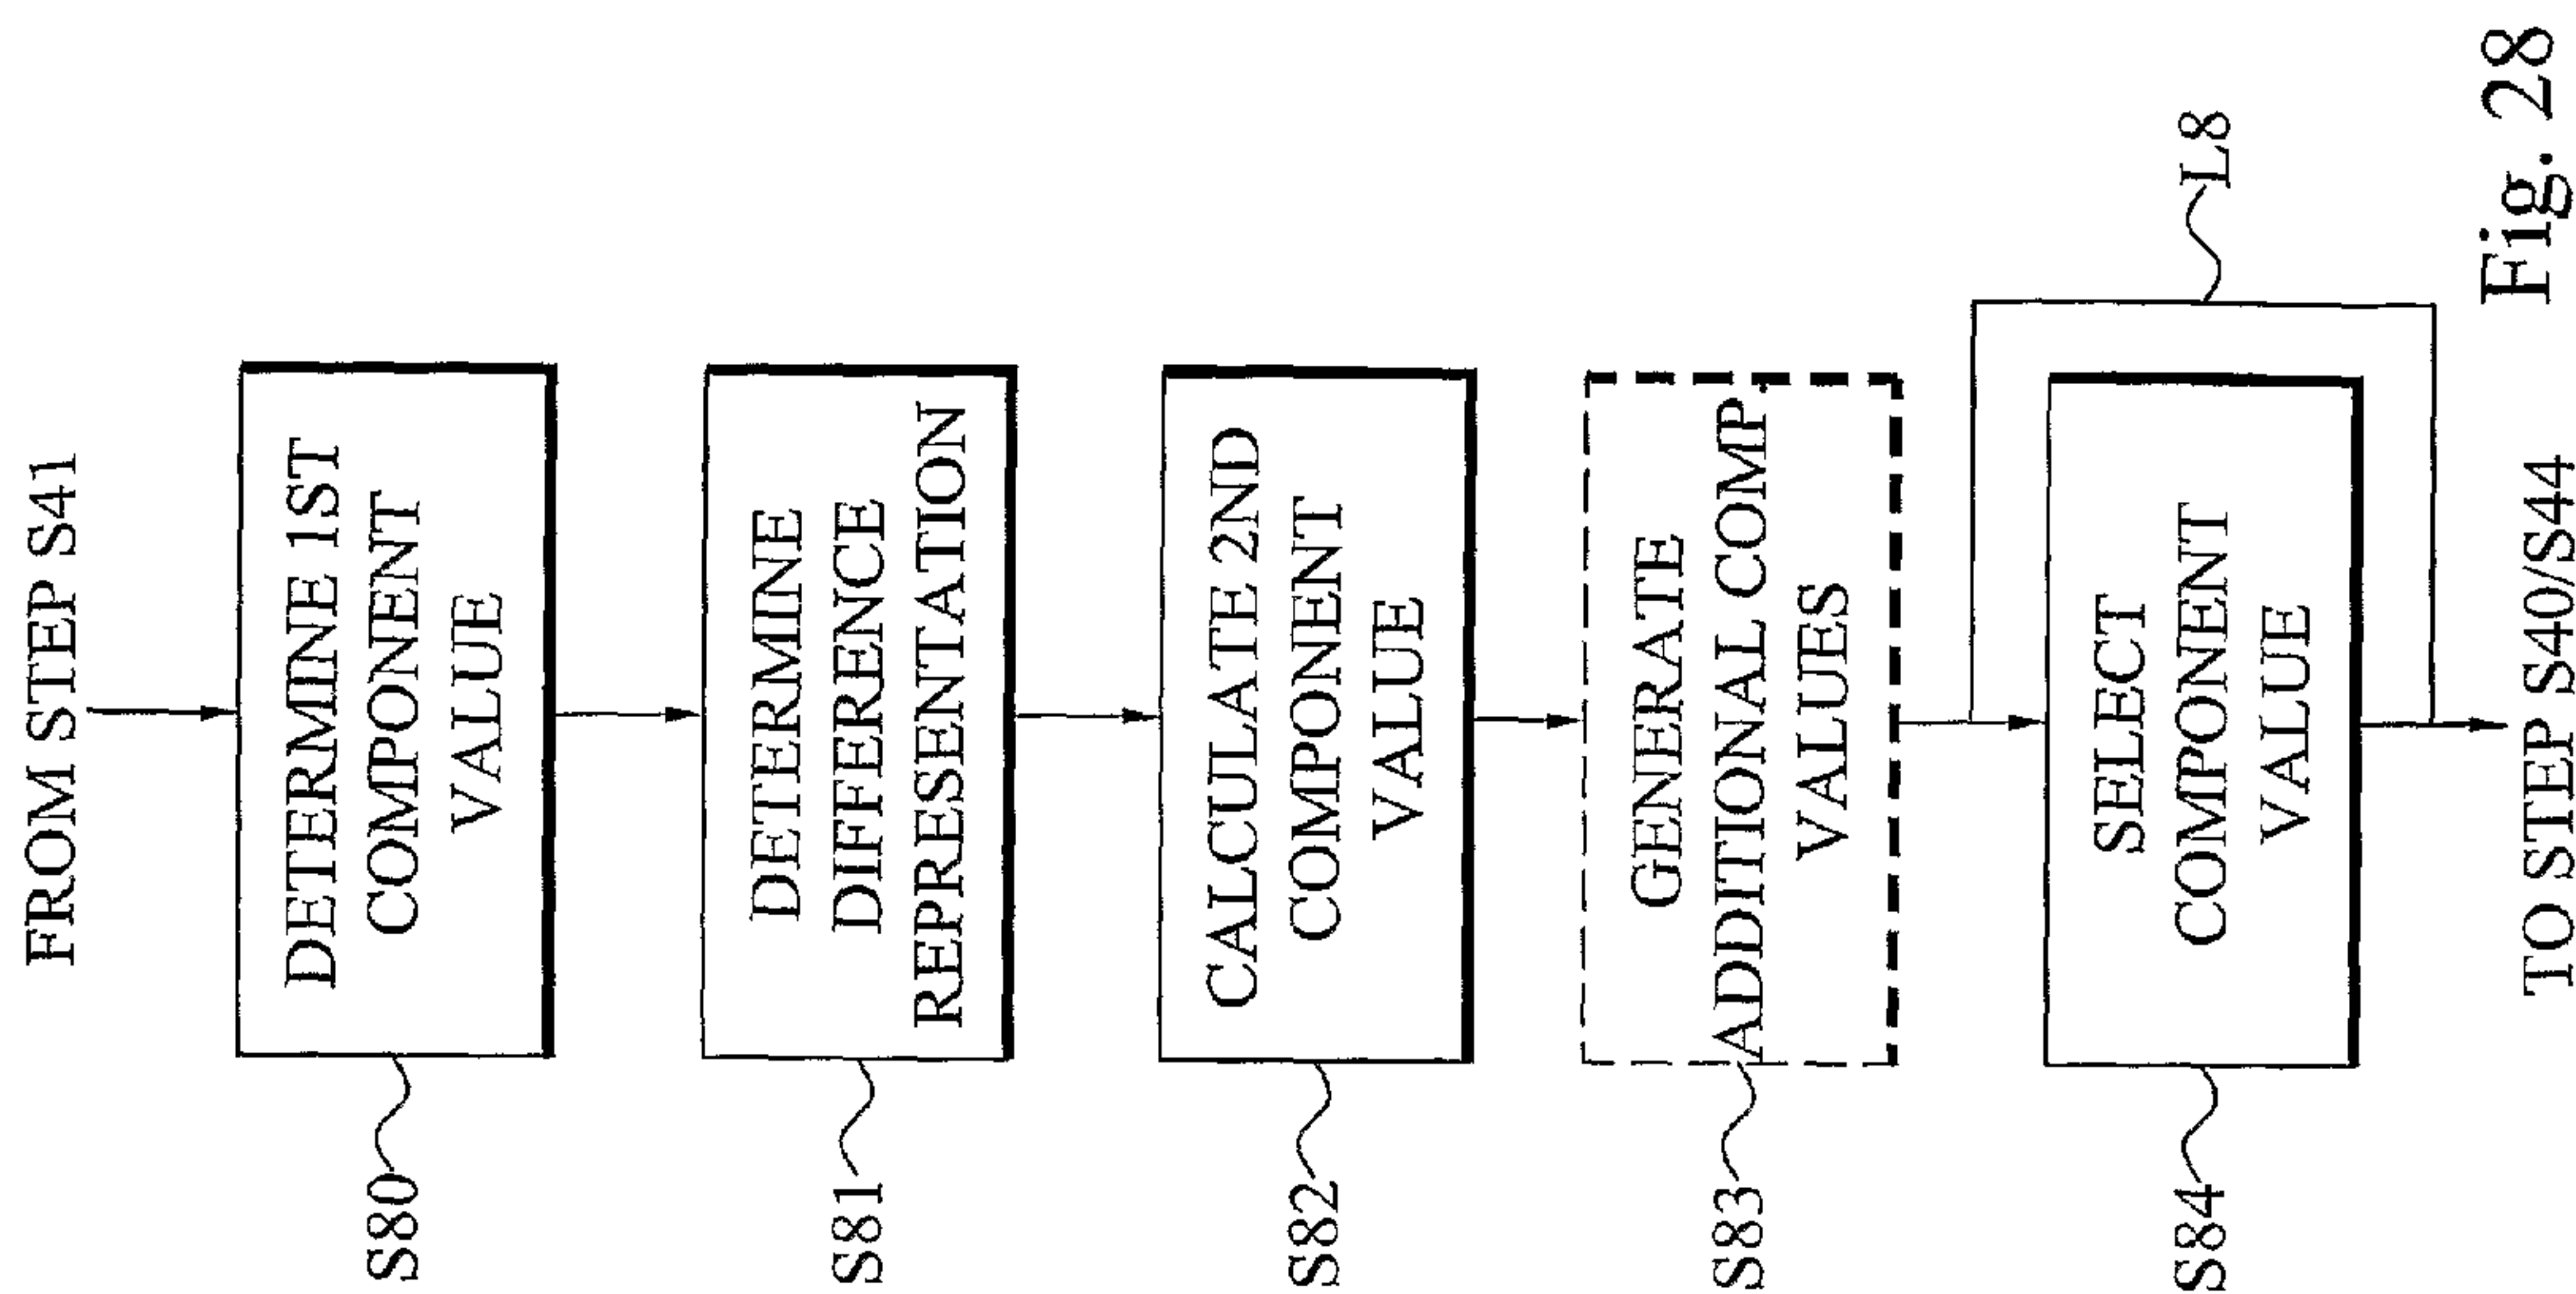 FROM STEP S41
S80
DETERMINE 1ST
COMPONENT
VALUE
S81
DETERMINE
DIFFERENCE
REPRESENTATION
S82
CALCULATE 2ND
COMPONENT
VALUE
S83
GENERATE
ADDITIONAL COMP.
VALUES
L8
S84
SELECT
COMPONENT
VALUE
TO STEP S40/S44
Fig. 28